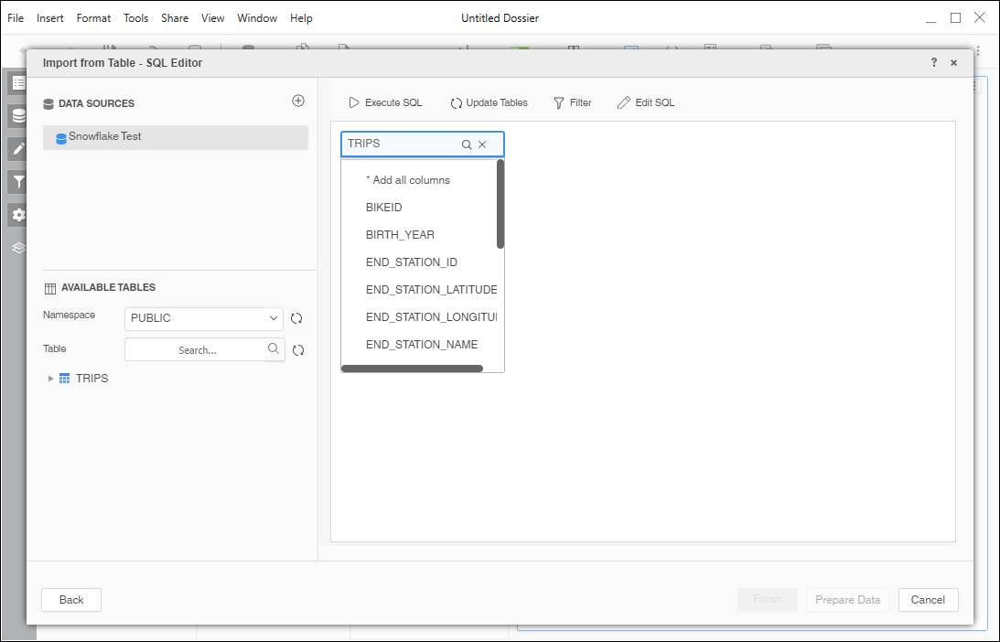 File Insert Format Tools Share View Window Help Untitled Dossier
Import from Table - SQL Editor ?
DATA SOURCES
Snowflake Test
Execute SQL Update Tables Filter Edit SQL
TRIPS
* Add all columns
BIKEID
BIRTH_YEAR
END_STATION_ID
END_STATION_LATITUDE
END_STATION_LONGITU
END_STATION_NAME
AVAILABLE TABLES
Namespace PUBLIC
Table Search...
TRIPS
Back Finish Prepare Data Cancel